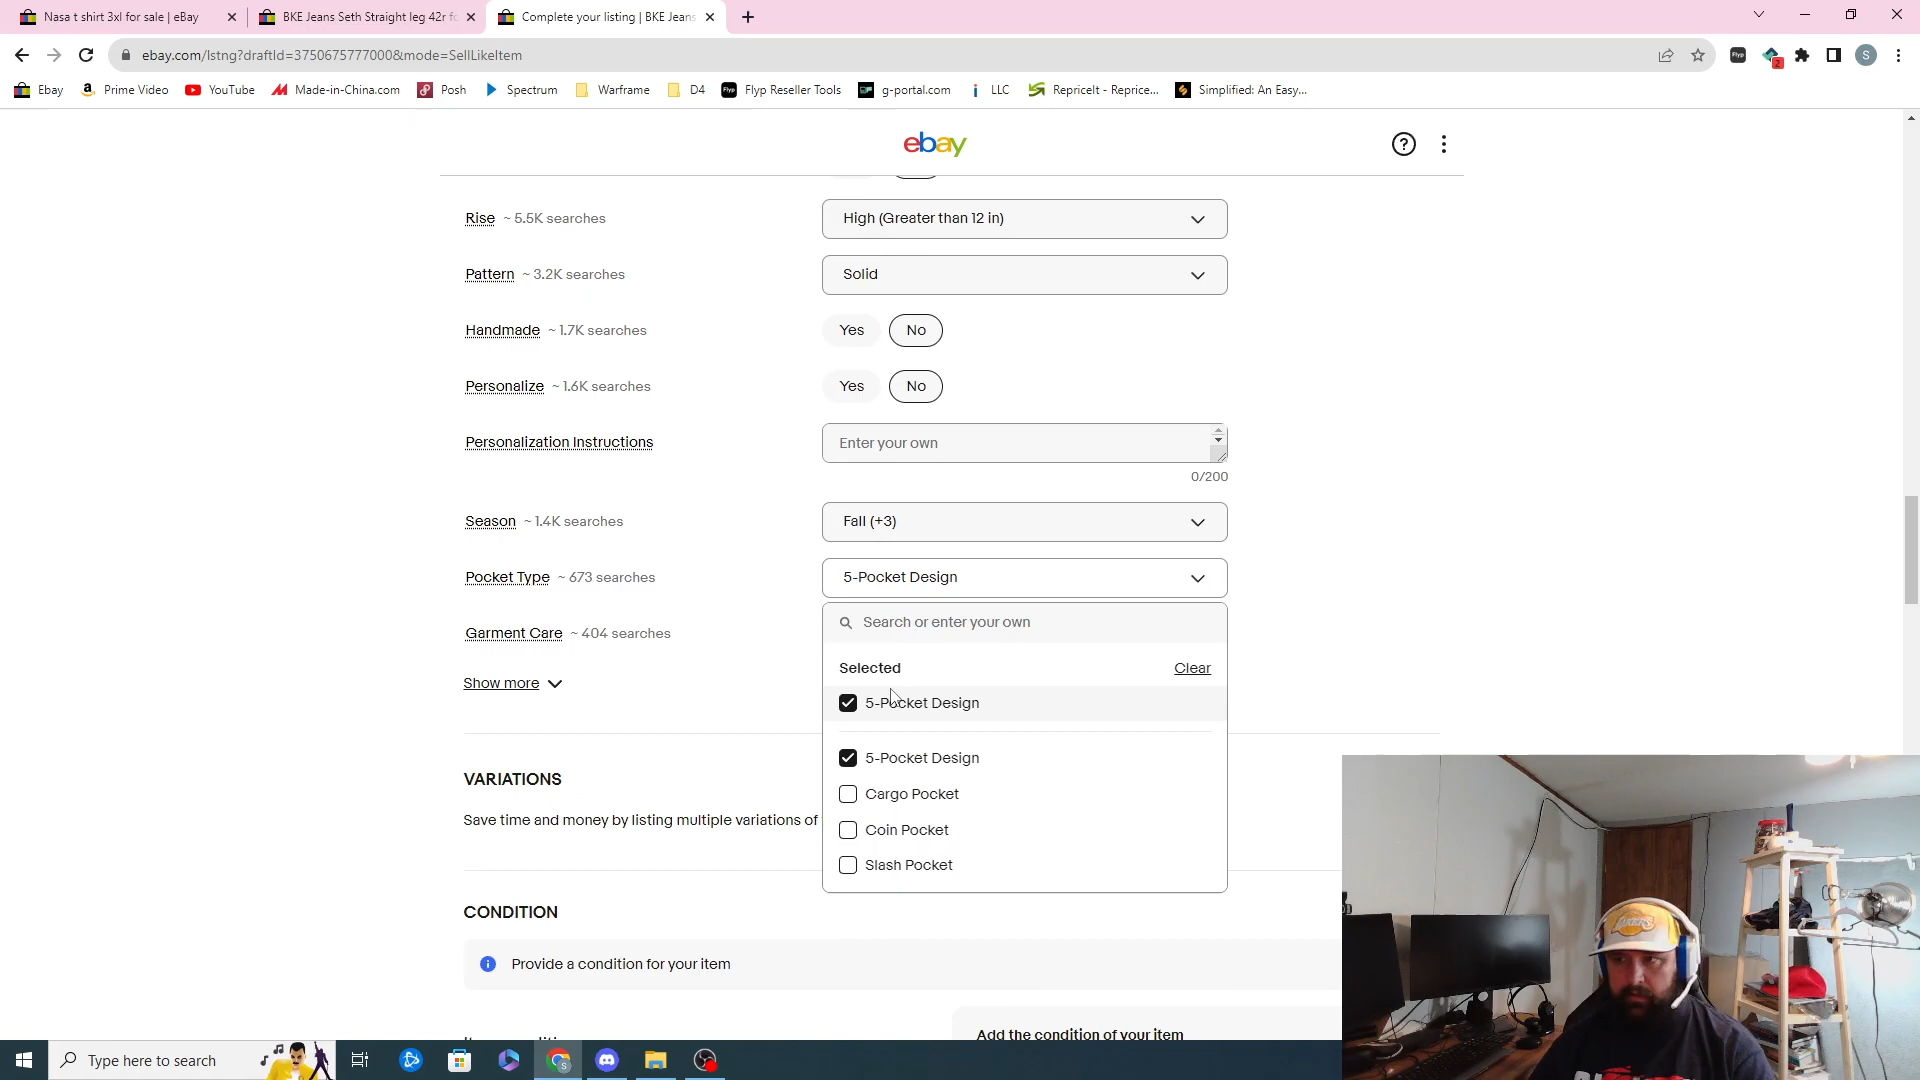 Nasa t shirt 3xl for sale | eBay
BKE Jeans Seth Straight leg 42r fo
Complete your listing | BKE Jeans
ebay.com/lstng?draftId=3750675777000&mode=SellLikeItem
Flyp
2
S
Ebay
Prime Video
YouTube
Made-in-China.com
Posh
Spectrum
Warframe
D4
Flyp Reseller Tools
g-portal.com
LLC
RepriceIt - Reprice...
Simplified: An Easy...
ebay
Rise ~ 5.5K searches
High (Greater than 12 in)
Pattern ~ 3.2K searches
Solid
Handmade ~ 1.7K searches
Yes No
Personalize ~ 1.6K searches
Yes No
Personalization Instructions
Enter your own
0/200
Season ~ 1.4K searches
Fall (+3)
Pocket Type ~ 673 searches
5-Pocket Design
Garment Care ~ 404 searches
Search or enter your own
Selected Clear
Show more
5-Pocket Design
5-Pocket Design
Cargo Pocket
Coin Pocket
Slash Pocket
VARIATIONS
Save time and money by listing multiple variations of
CONDITION
Provide a condition for your item
Add the condition of your item
Type here to search